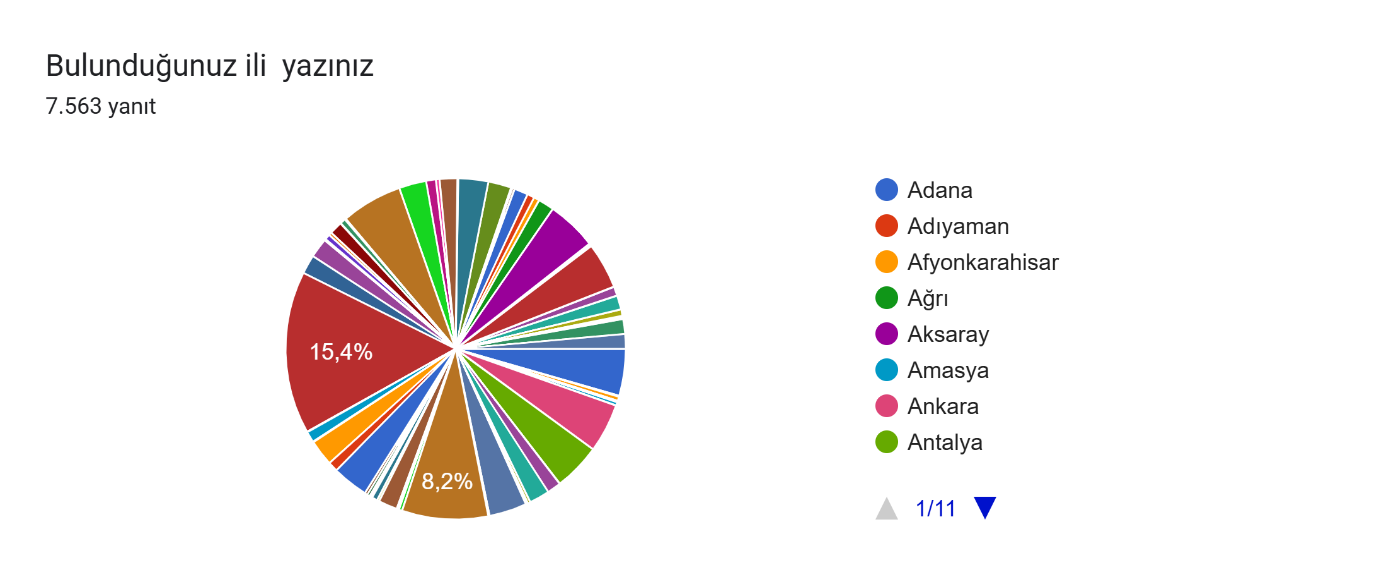 Bulunduğunuz ili  yazınız
7.563 yanıt
15,4%
8,2%
Adana
Adıyaman
Afyonkarahisar
Ağrı
Aksaray
Amasya
Ankara
Antalya
1/11